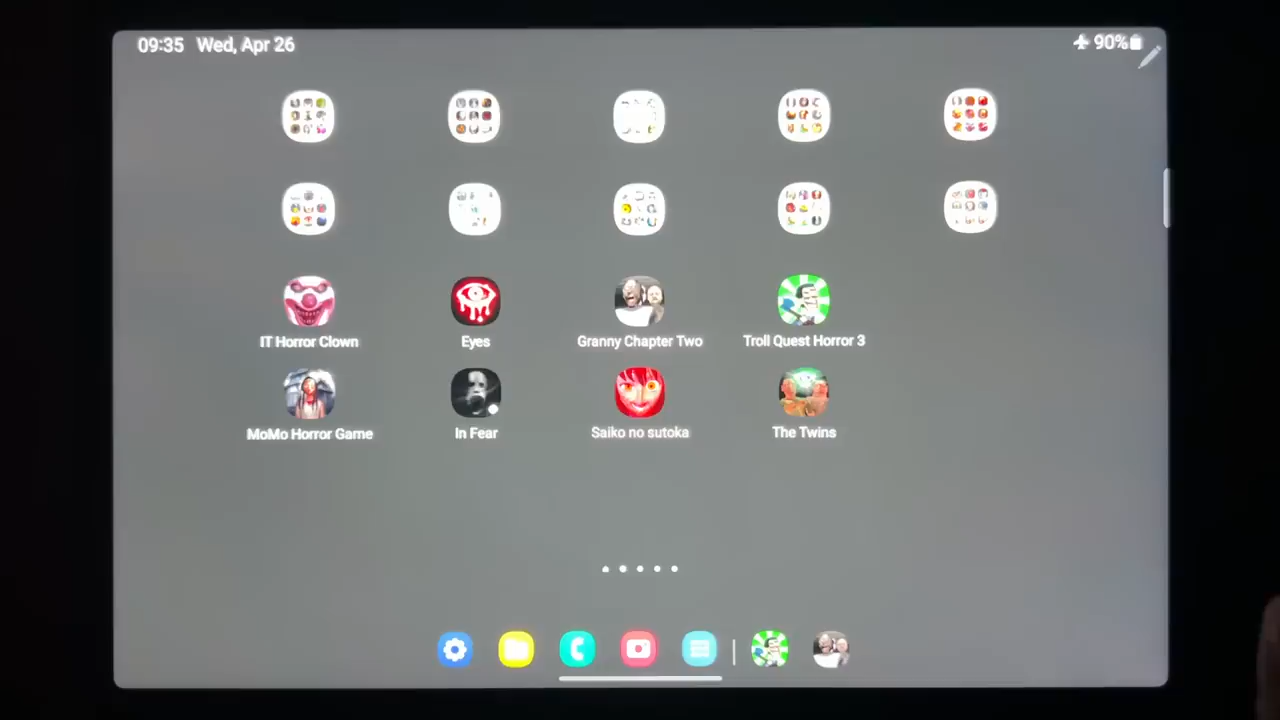 09:35 Wed, Apr 26
90%
IT Horror Clown
Eyes
Granny Chapter Two
Troll Quest Horror 3
MoMo Horror Game
In Fear
Saiko no sutoka
The Twins